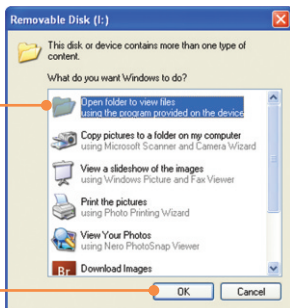 Removable Disk (I:)
This disk or device contains more than one type of
content.
What do you want Windows to do?
Open folder to view files
using the program provided on the device
Copy pictures to a folder on my computer
using Microsoft Scanner and Camera Wizard
View a slideshow of the images
using Windows Picture and Fax Viewer
Print the pictures
using Photo Printing Wizard
View Your Photos
using Nero PhotoSnap Viewer
Br Download Images
OK Cancel